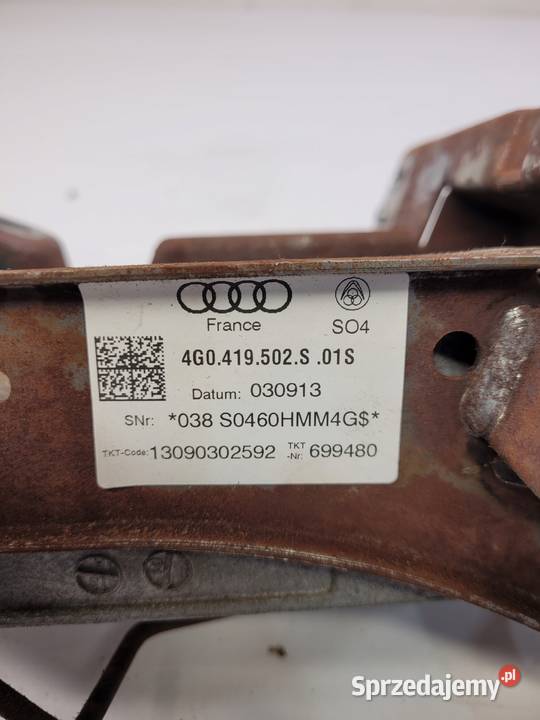 France
SO4
4G0.419.502.S .01S
Datum: 030913
SNr: *038 S0460HMM4G$*
TKT-Code: 13090302592 TKT -Nr: 699480
Sprzedajemy.pl